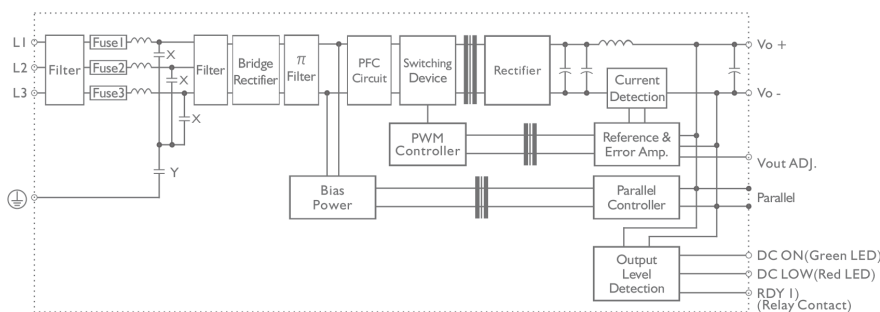 L1
L2
L3
Filter
Fuse1
Fuse2
Fuse3
X
X
X
Y
Filter
Bridge
Rectifier
π
Filter
PFC
Circuit
Switching
Device
Rectifier
Current
Detection
Vo +
Vo -
PWM
Controller
Reference &
Error Amp.
Vout ADJ.
Bias
Power
Parallel
Controller
Parallel
Output
Level
Detection
DC ON(Green LED)
DC LOW(Red LED)
RDY 1)
(Relay Contact)